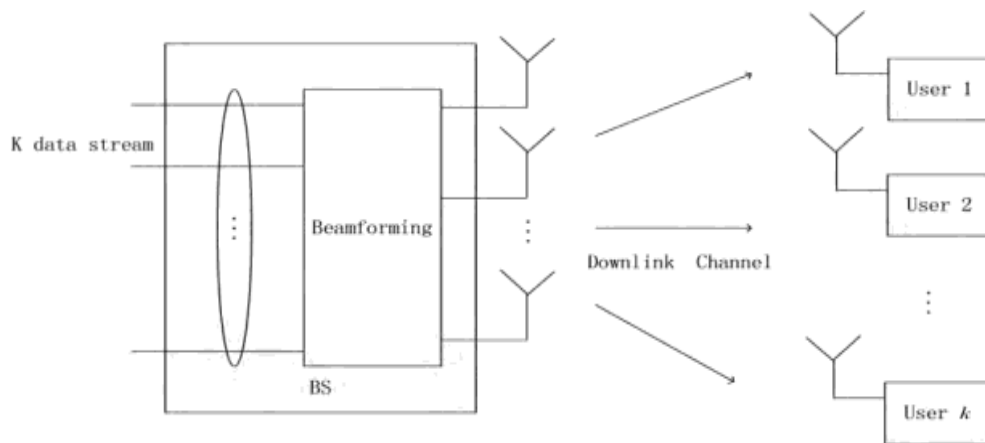 K data stream
Beamforming
BS
Downlink Channel
User 1
User 2
User k